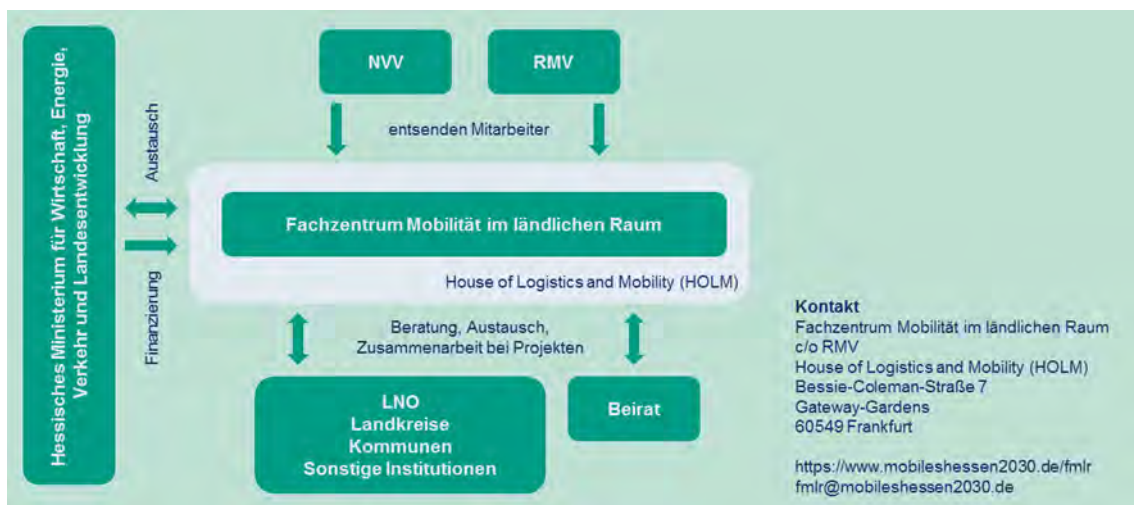 Hessisches Ministerium für Wirtschaft, Energie,
Verkehr und Landesentwicklung
Austausch
Finanzierung
NVV
RMV
entsenden Mitarbeiter
Fachzentrum Mobilität im ländlichen Raum
House of Logistics and Mobility (HOLM)
Beratung, Austausch,
Zusammenarbeit bei Projekten
LNO
Landkreise
Kommunen
Sonstige Institutionen
Beirat
Kontakt
Fachzentrum Mobilität im ländlichen Raum
c/o RMV
House of Logistics and Mobility (HOLM)
Bessie-Coleman-Straße 7
Gateway-Gardens
60549 Frankfurt
https://www.mobileshessen2030.de/fmlr
fmlr@mobileshessen2030.de